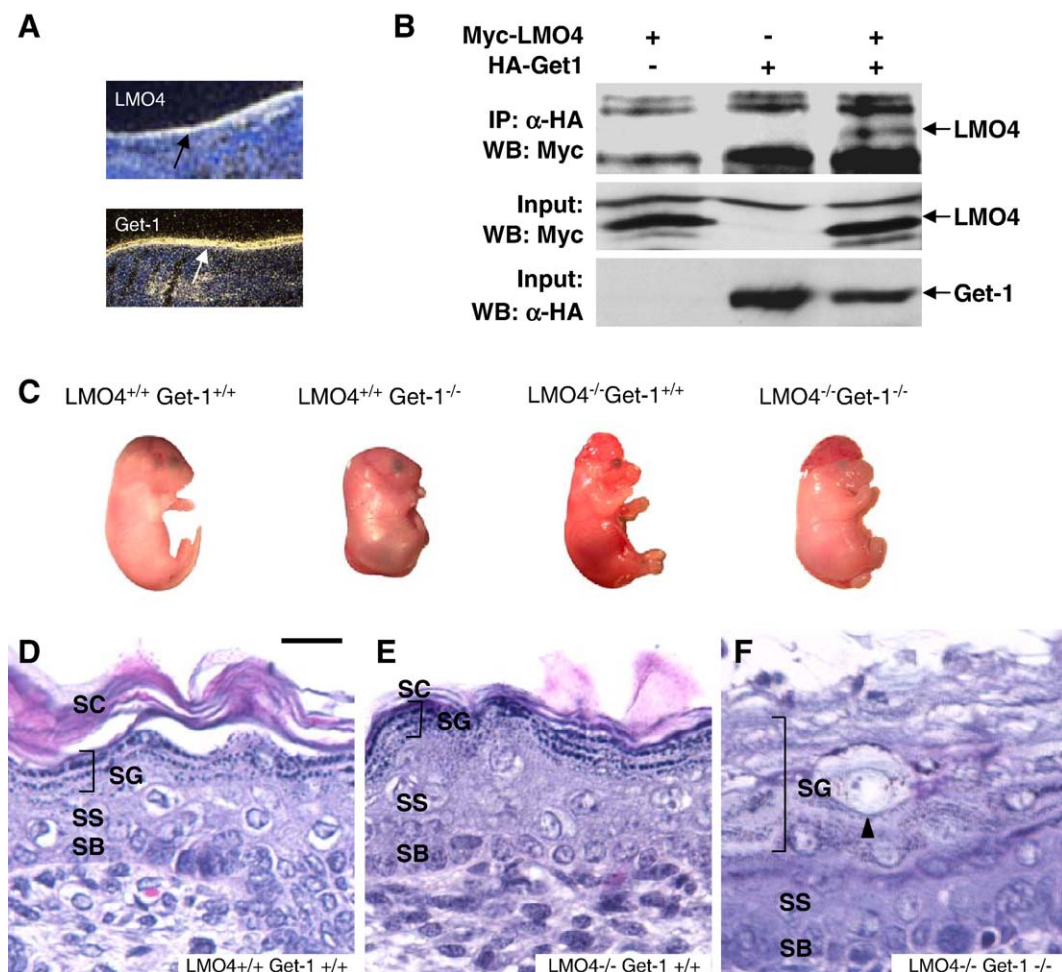 A
LMO4
Get-1
B
Myc-LMO4 + - +
HA-Get1 - + +
IP: α-HA
WB: Myc
LMO4
Input:
WB: Myc
LMO4
Input:
WB: α-HA
Get-1
C
LMO4+/+ Get-1+/+ LMO4+/+ Get-1-/- LMO4-/-Get-1+/+ LMO4-/-Get-1-/-
D
SC
SG
SS
SB
LMO4+/+ Get-1 +/+
E
SC
SG
SS
SB
LMO4-/- Get-1 +/+
F
SG
SS
SB
LMO4-/- Get-1 -/-